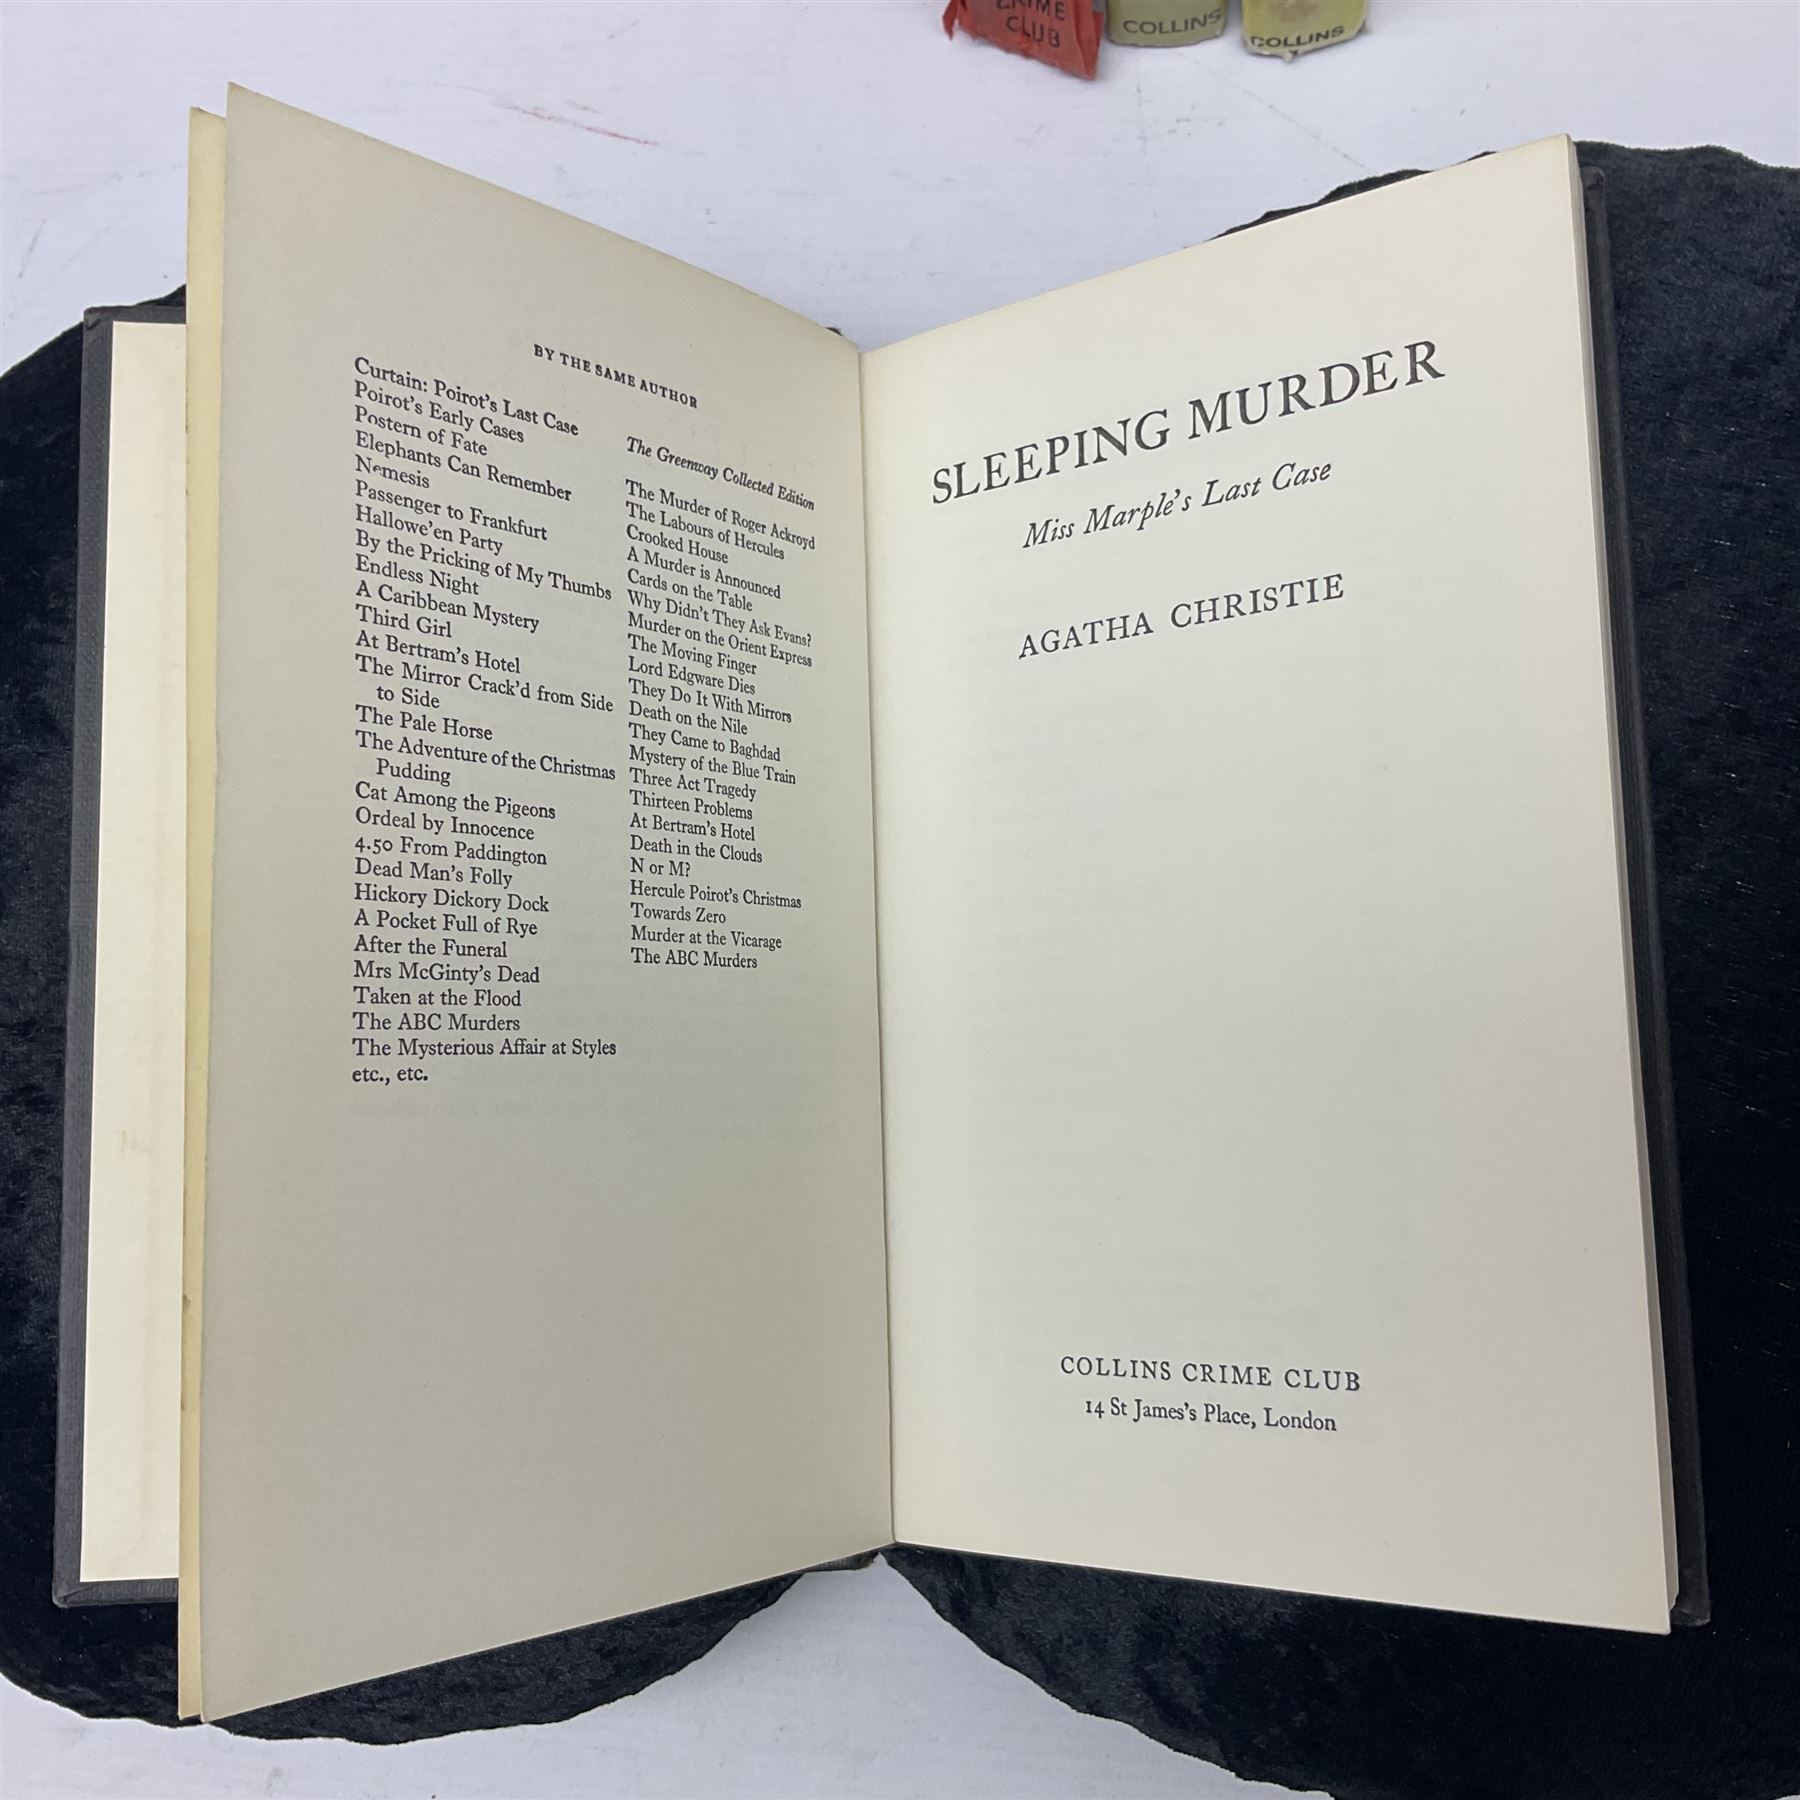 CRIME
CLUB
COLLINS
COLLINS
BY THE SAME AUTHOR
Curtain: Poirot's Last Case
Poirot's Early Cases
Postern of Fate
Elephants Can Remember
Nemesis
Passenger to Frankfurt
Hallowe'en Party
By the Pricking of My Thumbs
Endless Night
A Caribbean Mystery
Third Girl
At Bertram's Hotel
The Mirror Crack'd from Side
to Side
The Pale Horse
The Adventure of the Christmas
Pudding
Cat Among the Pigeons
Ordeal by Innocence
4.50 From Paddington
Dead Man's Folly
Hickory Dickory Dock
A Pocket Full of Rye
After the Funeral
Mrs McGinty's Dead
Taken at the Flood
The ABC Murders
The Mysterious Affair at Styles
etc., etc.
The Greenway Collected Edition
The Murder of Roger Ackroyd
The Labours of Hercules
Crooked House
A Murder is Announced
Cards on the Table
Why Didn't They Ask Evans?
Murder on the Orient Express
The Moving Finger
Lord Edgware Dies
They Do It With Mirrors
Death on the Nile
They Came to Baghdad
Mystery of the Blue Train
Three Act Tragedy
Thirteen Problems
At Bertram's Hotel
Death in the Clouds
N or M?
Hercule Poirot's Christmas
Towards Zero
Murder at the Vicarage
The ABC Murders
SLEEPING MURDER
Miss Marple's Last Case
AGATHA CHRISTIE
COLLINS CRIME CLUB
14 St James's Place, London